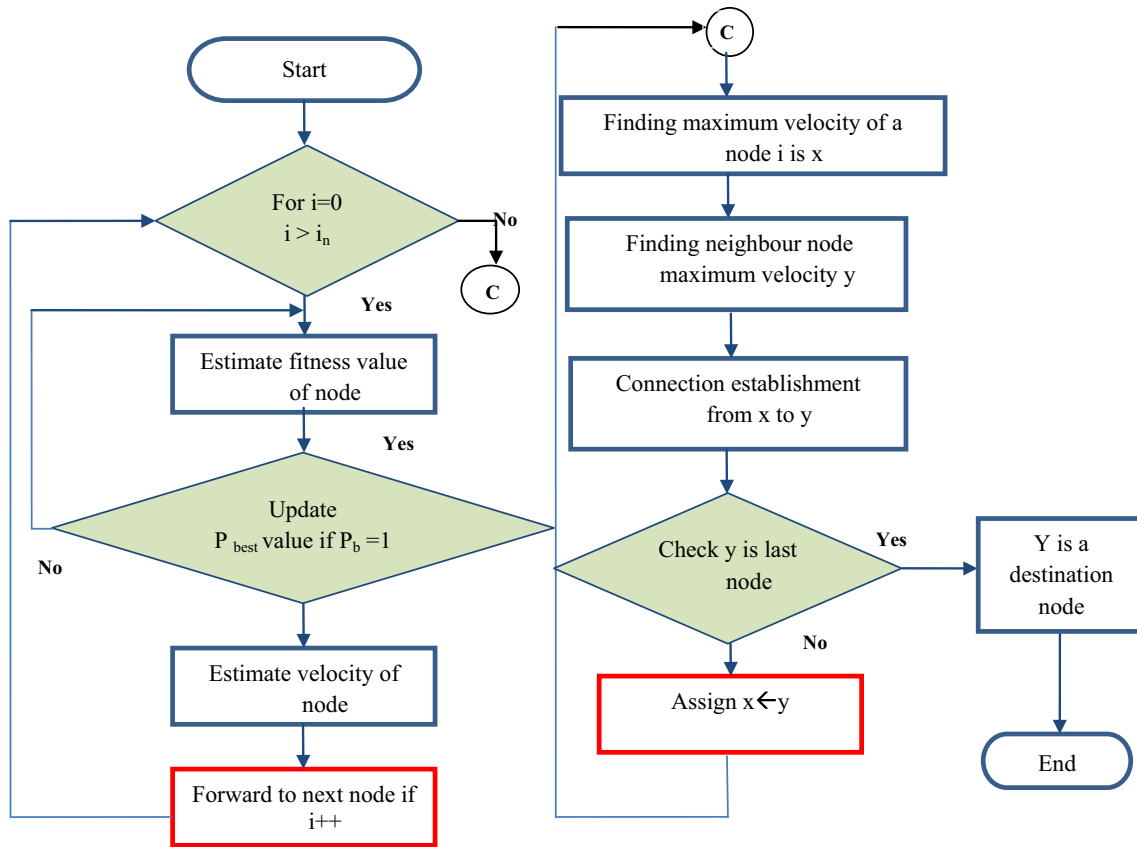 Start
For i=0
i > in
No
C
Yes
Estimate fitness value
of node
Yes
Update
P best value if Pb =1
No
Estimate velocity of
node
Forward to next node if
i++
C
Finding maximum velocity of a
node i is x
Finding neighbour node
maximum velocity y
Connection establishment
from x to y
Check y is last
node
Yes
Y is a
destination
node
No
Assign x←y
End